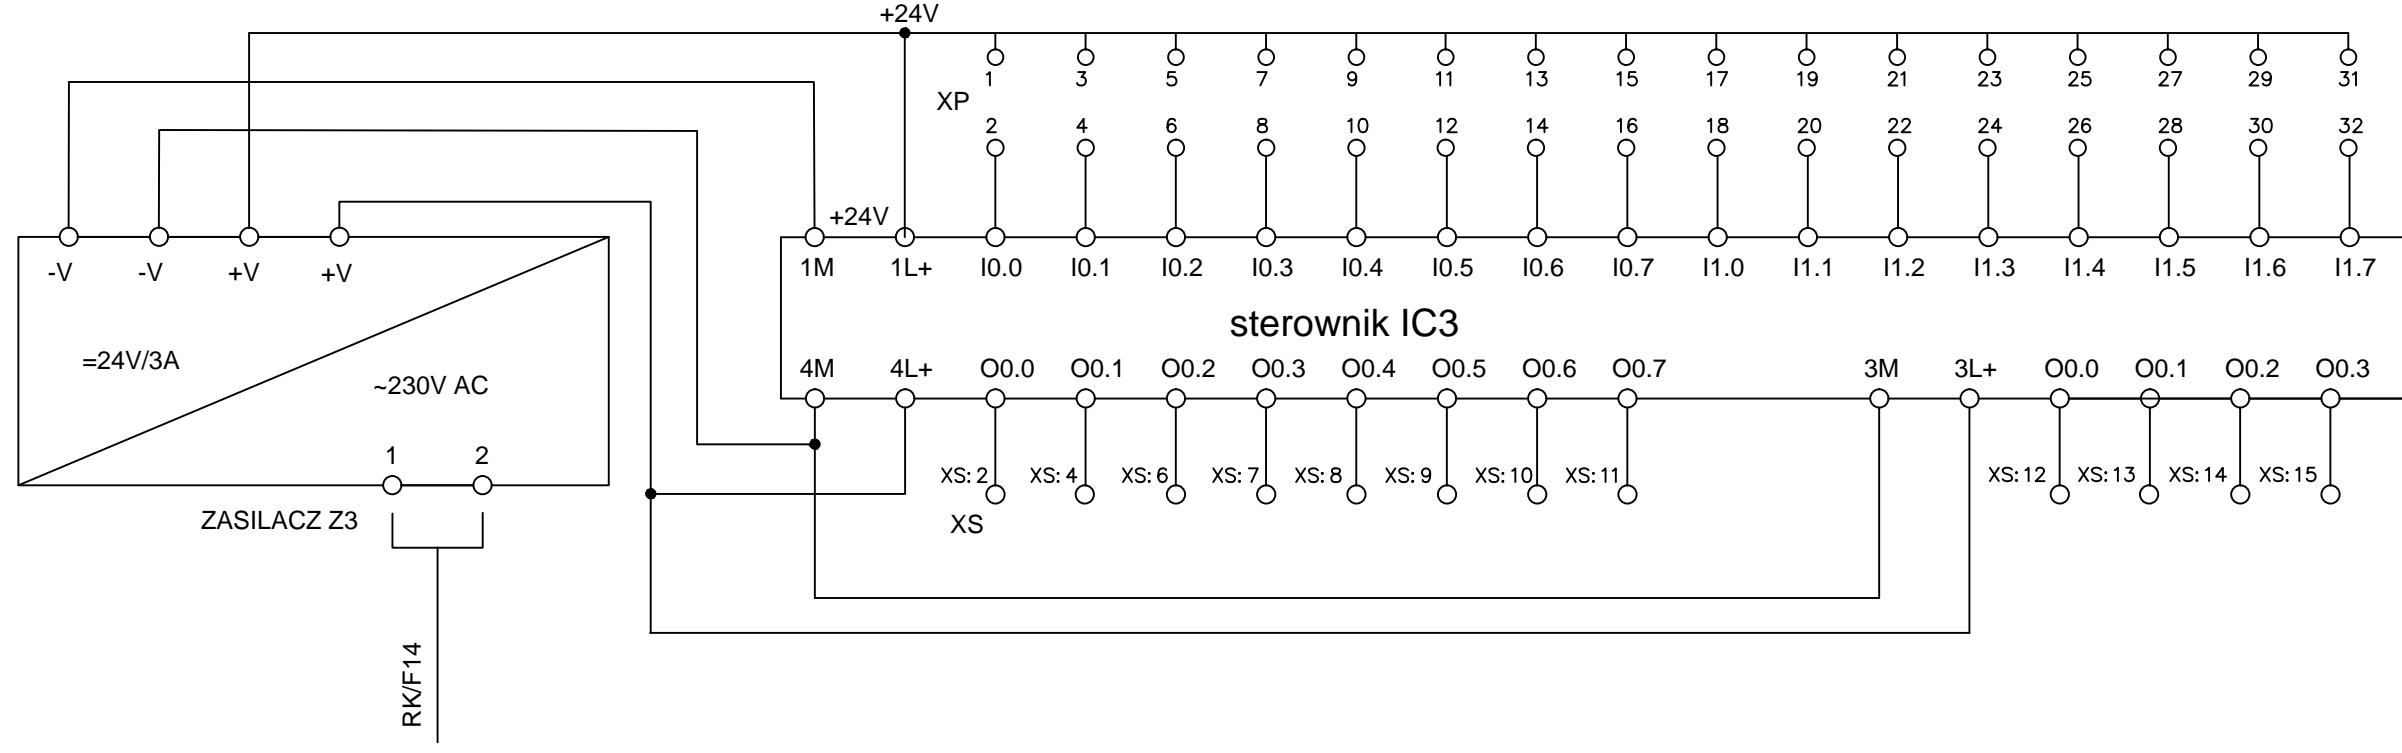 +24V
1 3 5 7 9 11 13 15 17 19 21 23 25 27 29 31
XP
2 4 6 8 10 12 14 16 18 20 22 24 26 28 30 32
+24V
-V -V +V +V
1M 1L+ I0.0 I0.1 I0.2 I0.3 I0.4 I0.5 I0.6 I0.7 I1.0 I1.1 I1.2 I1.3 I1.4 I1.5 I1.6 I1.7
sterownik IC3
=24V/3A
~230V AC
4M 4L+ O0.0 O0.1 O0.2 O0.3 O0.4 O0.5 O0.6 O0.7 3M 3L+ O0.0 O0.1 O0.2 O0.3
1 2
XS:2 XS:4 XS:6 XS:7 XS:8 XS:9 XS:10 XS:11 XS:12 XS:13 XS:14 XS:15
ZASILACZ Z3
XS
RK/F14